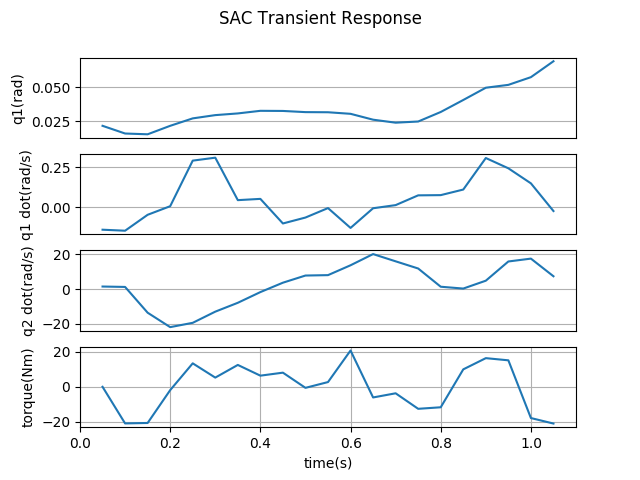 SAC Transient Response
q1(rad)
0.050
0.025
q1 dot(rad/s)
0.25
0.00
q2 dot(rad/s)
20
0
−20
torque(Nm)
20
0
−20
0.0 0.2 0.4 0.6 0.8 1.0
time(s)